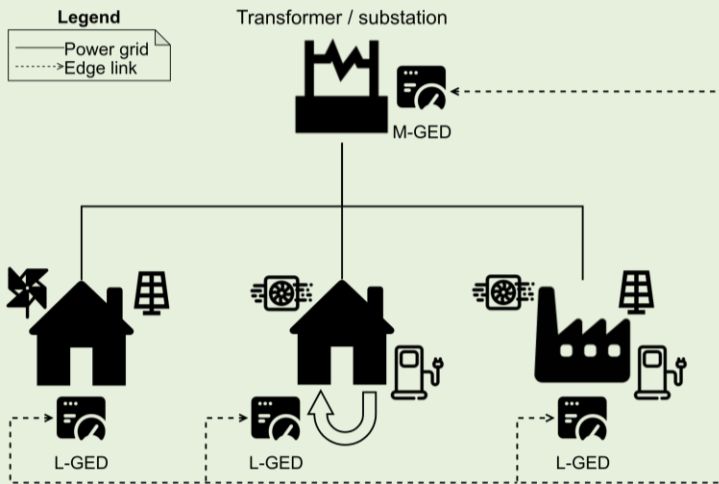 Legend
Power grid
Edge link
Transformer / substation
M-GED
L-GED
L-GED
L-GED